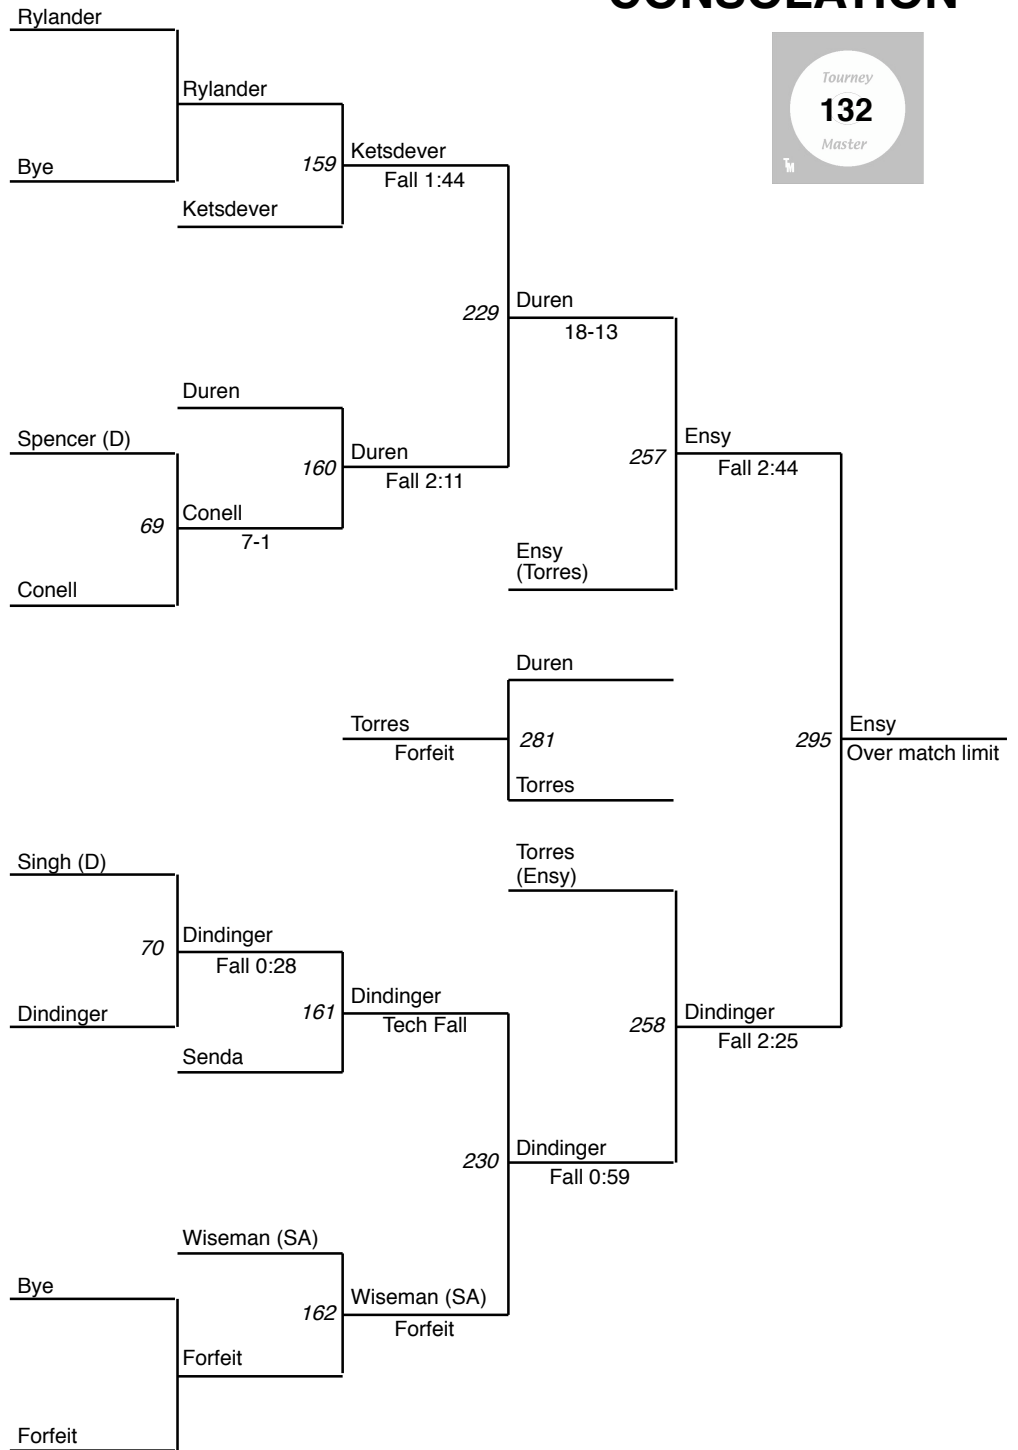 CONSOLATION
Rylander
Tourney
132
Master
TM
Rylander
Bye
159
Ketsdever
Fall 1:44
Ketsdever
229
Duren
18-13
Duren
Spencer (D)
160
Duren
Fall 2:11
257
Ensy
Fall 2:44
69
Conell
7-1
Conell
Ensy
(Torres)
Duren
Torres
Forfeit
281
Torres
295
Ensy
Over match limit
Singh (D)
Torres
(Ensy)
70
Dindinger
Fall 0:28
Dindinger
161
Dindinger
Tech Fall
Senda
258
Dindinger
Fall 2:25
230
Dindinger
Fall 0:59
Wiseman (SA)
Bye
162
Wiseman (SA)
Forfeit
Forfeit
Forfeit